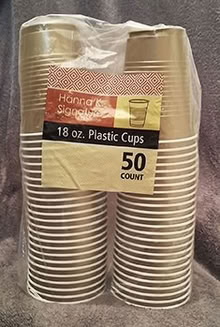 Hanna K.
Signature
18 oz. Plastic Cups
50
COUNT